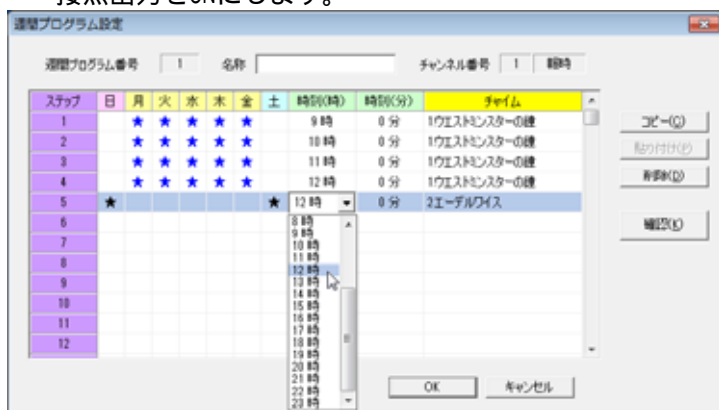 接点出力をONにします。
週間プログラム設定
週間プログラム番号 1 名称 チャンネル番号 1 瞬時
ステップ 日 月 火 水 木 金 土 時刻(時) 時刻(分) チャイム
1 ★ ★ ★ ★ ★ 9時 0分 1ウエストミンスターの鐘
2 ★ ★ ★ ★ ★ 10時 0分 1ウエストミンスターの鐘
3 ★ ★ ★ ★ ★ 11時 0分 1ウエストミンスターの鐘
4 ★ ★ ★ ★ ★ 12時 0分 1ウエストミンスターの鐘
5 ★ ★ 12時 0分 2エーデルワイス
6
7
8
9
10
11
12
8時
9時
10時
11時
12時
13時
14時
15時
16時
17時
18時
19時
20時
21時
22時
23時
コピー(C)
貼り付け(P)
削除(D)
確認(K)
OK キャンセル